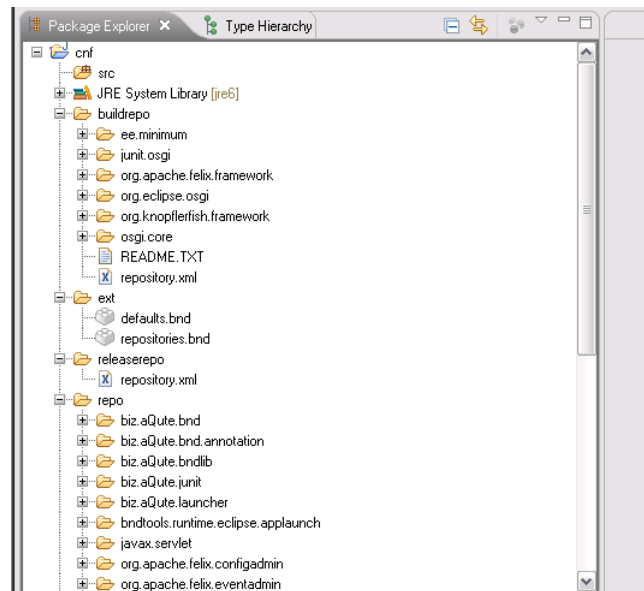 Package Explorer Type Hierarchy
cnf
src
JRE System Library [jre6]
buildrepo
ee.minimum
junit.osgi
org.apache.felix.framework
org.eclipse.osgi
org.knopflerfish.framework
osgi.core
README.TXT
repository.xml
ext
defaults.bnd
repositories.bnd
releaserepo
repository.xml
repo
biz.aQute.bnd
biz.aQute.bnd.annotation
biz.aQute.bndlib
biz.aQute.junit
biz.aQute.launcher
bndtools.runtime.eclipse.applaunch
javax.servlet
org.apache.felix.configadmin
org.apache.felix.eventadmin